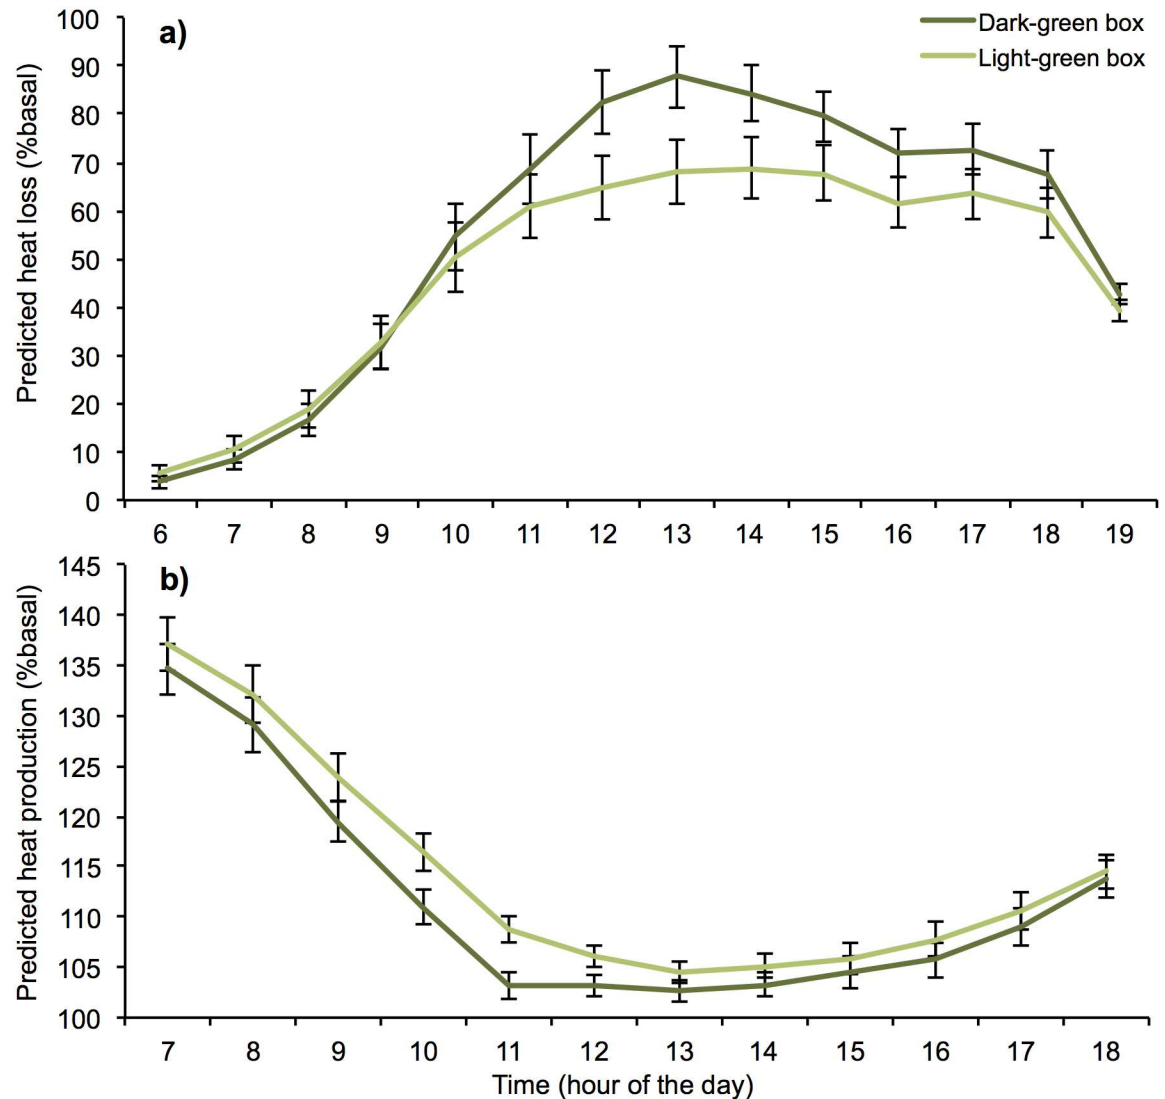 a)
Dark-green box
Light-green box
Predicted heat loss (%basal)
100
90
80
70
60
50
40
30
20
10
0
6 7 8 9 10 11 12 13 14 15 16 17 18 19
b)
Predicted heat production (%basal)
145
140
135
130
125
120
115
110
105
100
7 8 9 10 11 12 13 14 15 16 17 18
Time (hour of the day)